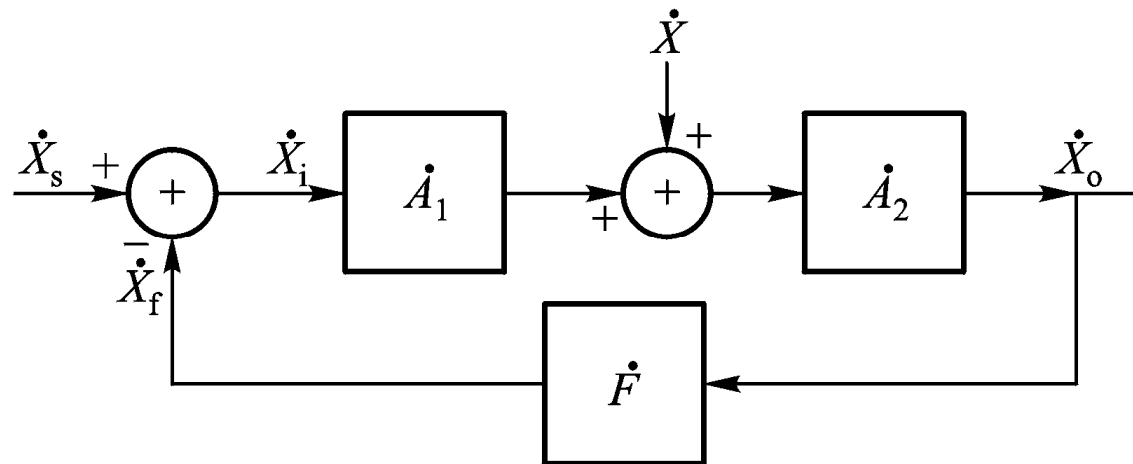 Ẋ
Ẋs + + Ẋi Ȧ1 + + + Ȧ2 Ẋo
−
Ẋf
Ḟ